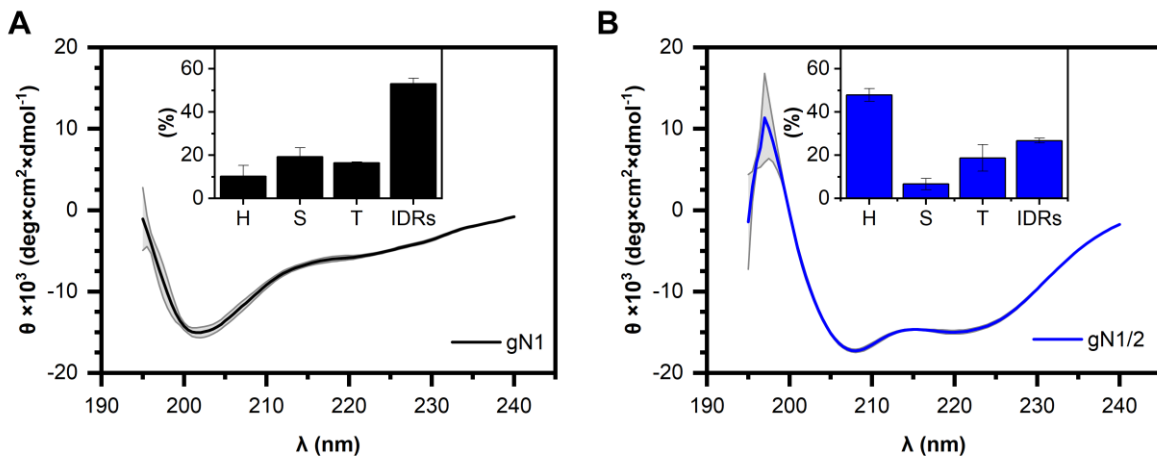 A
20
10
0
-10
-20
θ ×10³ (deg×cm²×dmol⁻¹)
190 200 210 220 230 240
λ (nm)
60
40
20
0
(%)
H S T IDRs
gN1
B
20
10
0
-10
-20
θ ×10³ (deg×cm²×dmol⁻¹)
190 200 210 220 230 240
λ (nm)
60
40
20
0
(%)
H S T IDRs
gN1/2